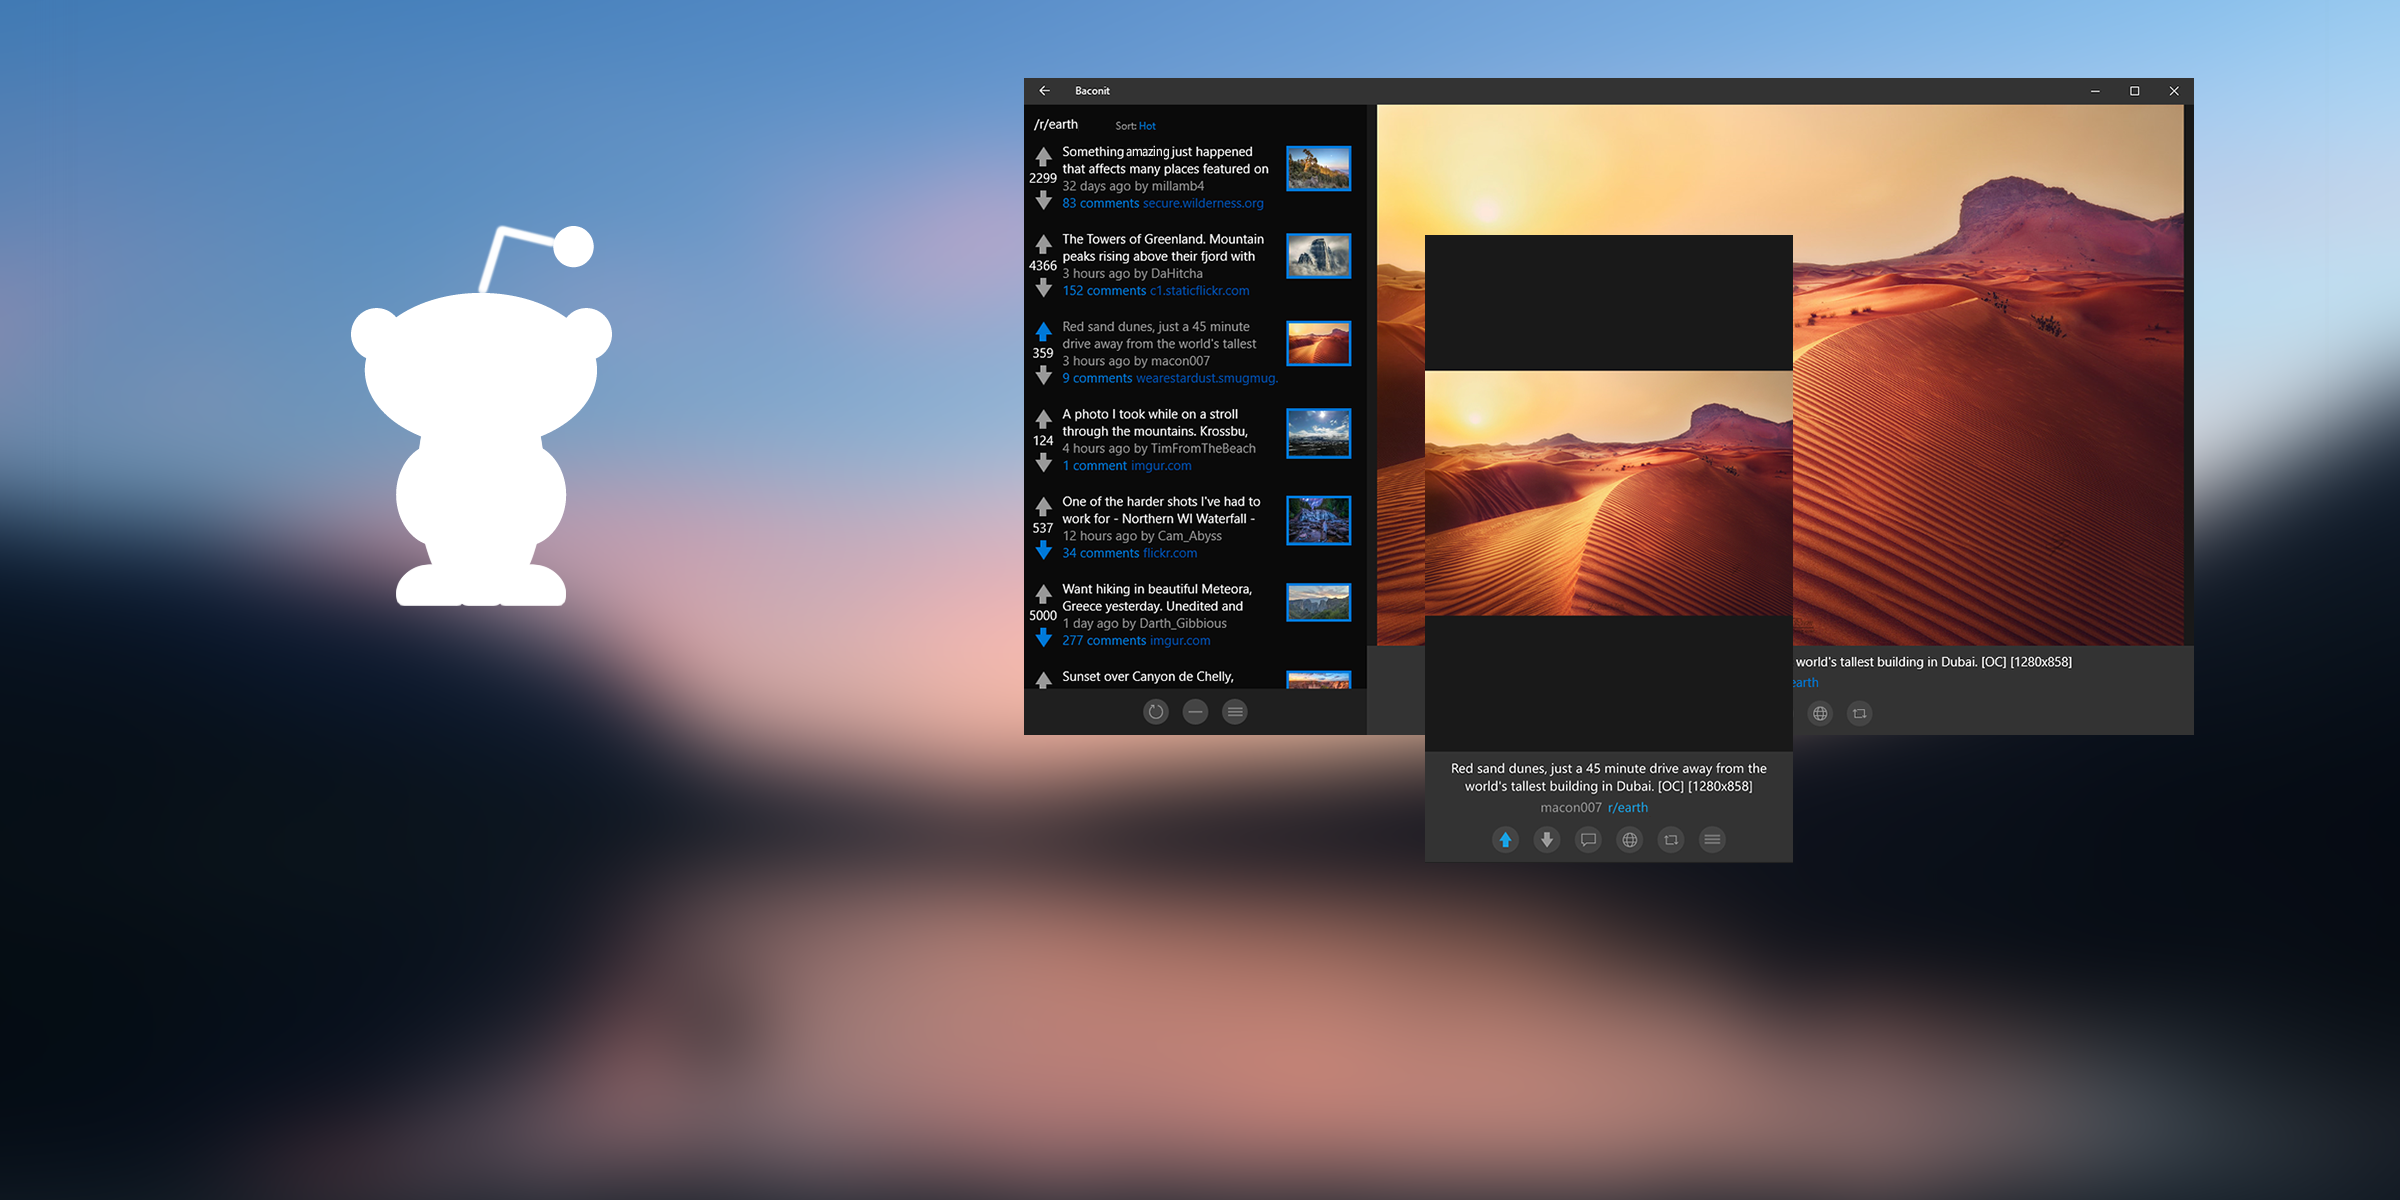 Baconit
/r/earth Sort: Hot
Something amazing just happened
that affects many places featured on
2299
32 days ago by millamb4
83 comments secure.wilderness.org
The Towers of Greenland. Mountain
peaks rising above their fjord with
4366
3 hours ago by DaHitcha
152 comments c1.staticflickr.com
Red sand dunes, just a 45 minute
drive away from the world's tallest
359
3 hours ago by macon007
9 comments wearestardust.smugmug.
A photo I took while on a stroll
through the mountains. Krossbu,
124
4 hours ago by TimFromTheBeach
1 comment imgur.com
One of the harder shots I've had to
work for - Northern WI Waterfall -
537
12 hours ago by Cam_Abyss
34 comments flickr.com
Want hiking in beautiful Meteora,
Greece yesterday. Unedited and
5000
1 day ago by Darth_Gibbious
277 comments imgur.com
Sunset over Canyon de Chelly,
world's tallest building in Dubai. [OC] [1280x858]
earth
Red sand dunes, just a 45 minute drive away from the
world's tallest building in Dubai. [OC] [1280x858]
macon007 r/earth